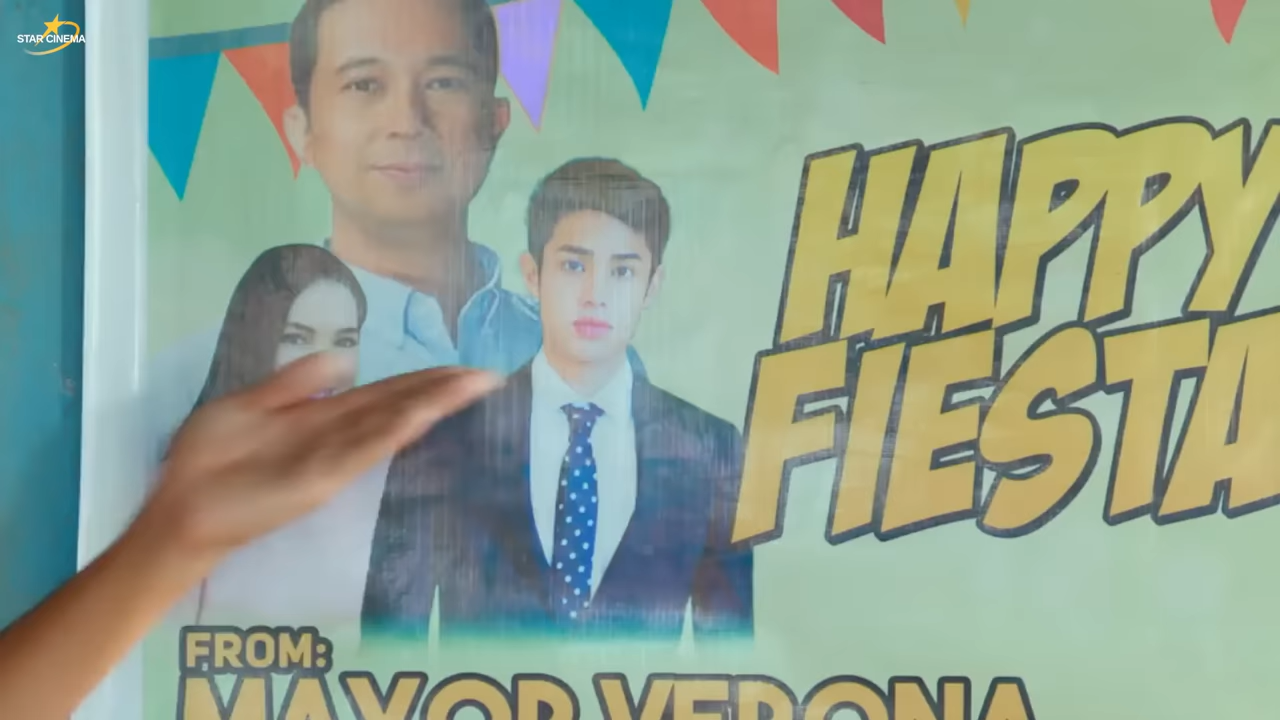 STAR CINEMA
HAPPY
FIESTA
FROM:
MAYOR VERONA